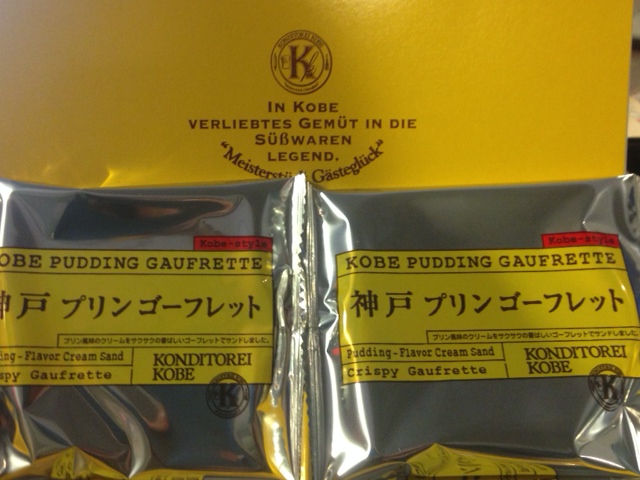 K
IN KOBE
VERLIEBTES GEMÜT IN DIE
SÜßWAREN
LEGEND.
"Meisterstück Gästeglück"
Kobe-style
OBE PUDDING GAUFRETTE
神戸 プリン ゴーフレット
プリン風味のクリームをサクサクの香ばしいゴーフレットでサンドしました。
ing-Flavor Cream Sand
spy Gaufrette
KONDITOREI
KOBE
K
Kobe-style
KOBE PUDDING GAUFRETTE
神戸 プリン ゴーフレット
プリン風味のクリームをサクサクの香ばしいゴーフレットでサンドしました。
Pudding-Flavor Cream Sand
Crispy Gaufrette
KONDITOREI
KOBE
K